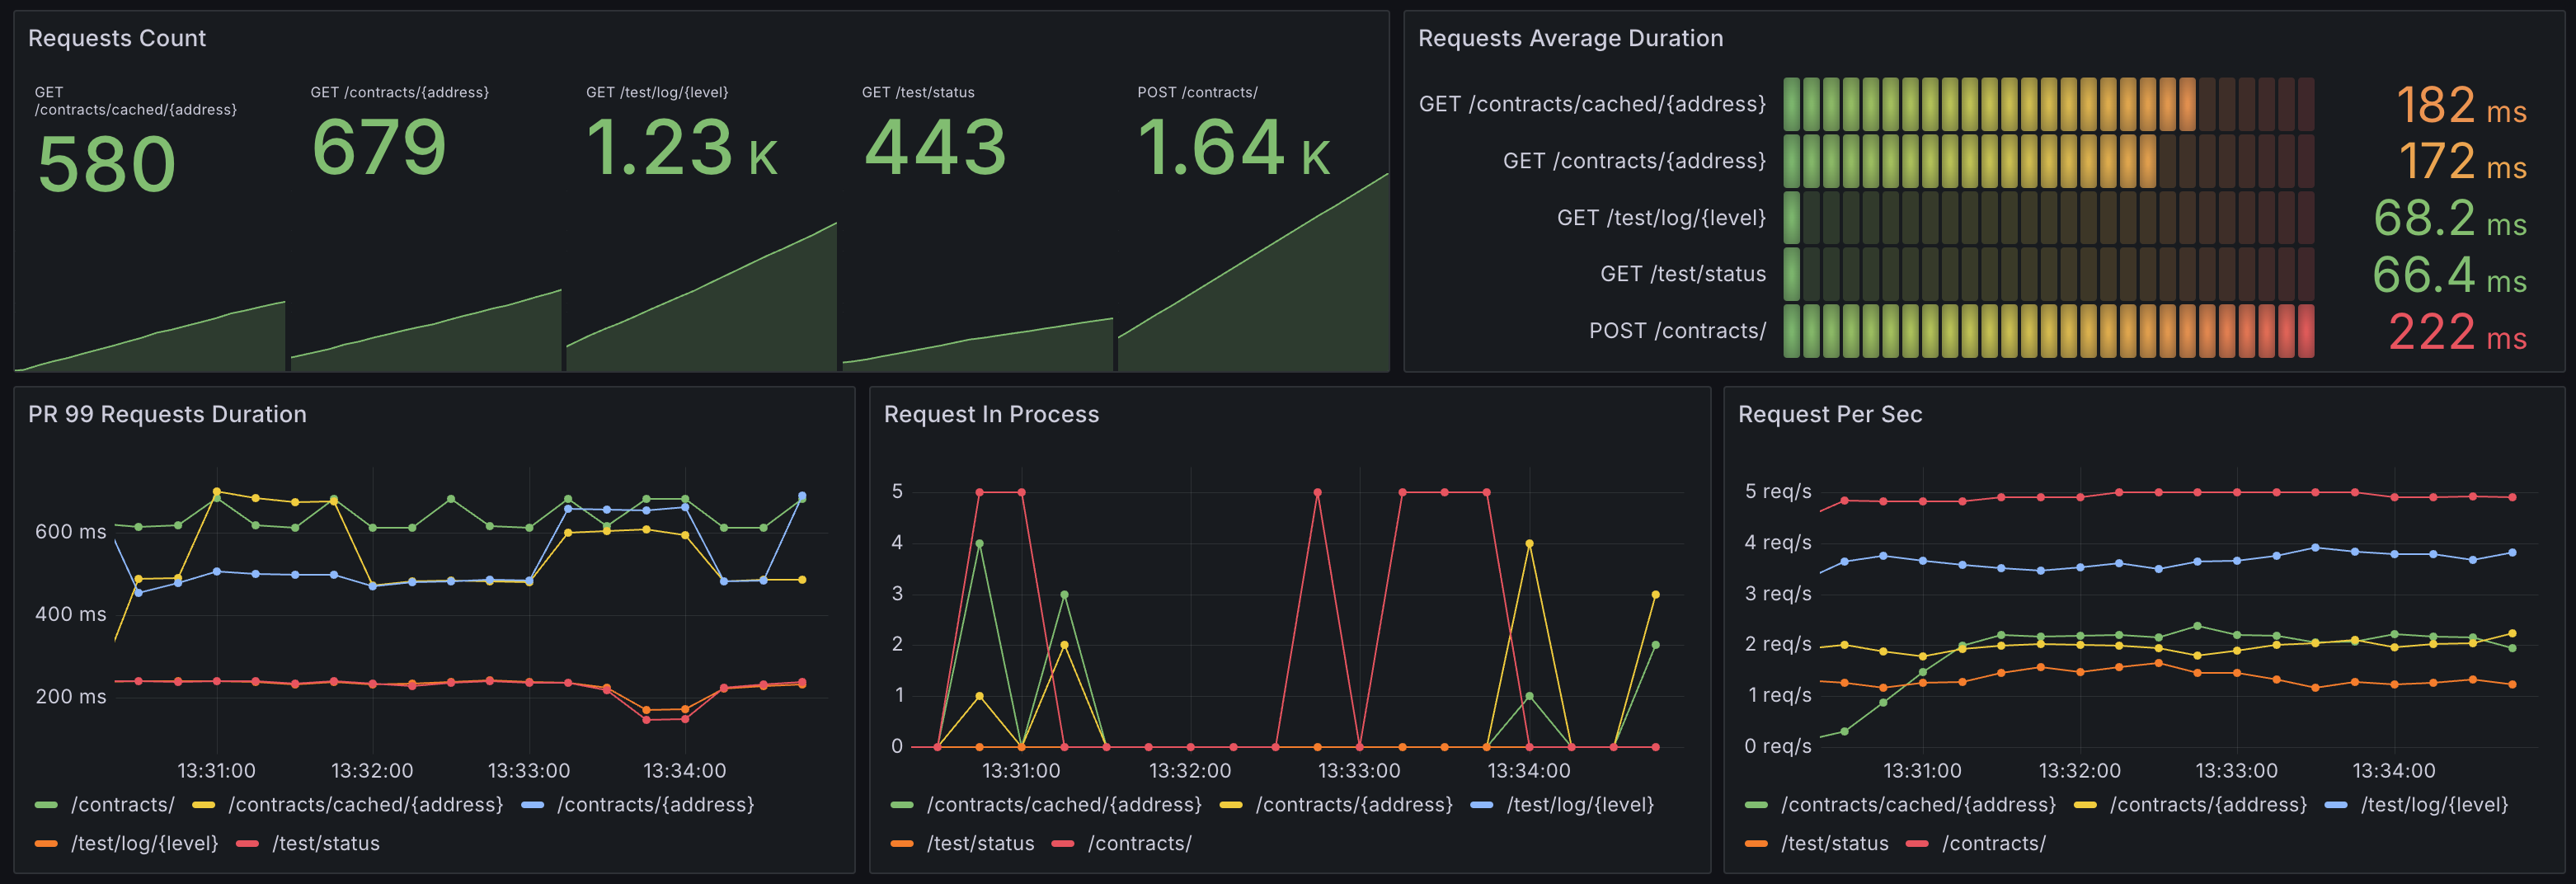 Requests Count
GET
/contracts/cached/{address}
580
GET /contracts/{address}
679
GET /test/log/{level}
1.23 K
GET /test/status
443
POST /contracts/
1.64 K
Requests Average Duration
GET /contracts/cached/{address} 182 ms
GET /contracts/{address} 172 ms
GET /test/log/{level} 68.2 ms
GET /test/status 66.4 ms
POST /contracts/ 222 ms
PR 99 Requests Duration
600 ms
400 ms
200 ms
13:31:00 13:32:00 13:33:00 13:34:00
/contracts/ /contracts/cached/{address} /contracts/{address}
/test/log/{level} /test/status
Request In Process
5
4
3
2
1
0
13:31:00 13:32:00 13:33:00 13:34:00
/contracts/cached/{address} /contracts/{address} /test/log/{level}
/test/status /contracts/
Request Per Sec
5 req/s
4 req/s
3 req/s
2 req/s
1 req/s
0 req/s
13:31:00 13:32:00 13:33:00 13:34:00
/contracts/cached/{address} /contracts/{address} /test/log/{level}
/test/status /contracts/